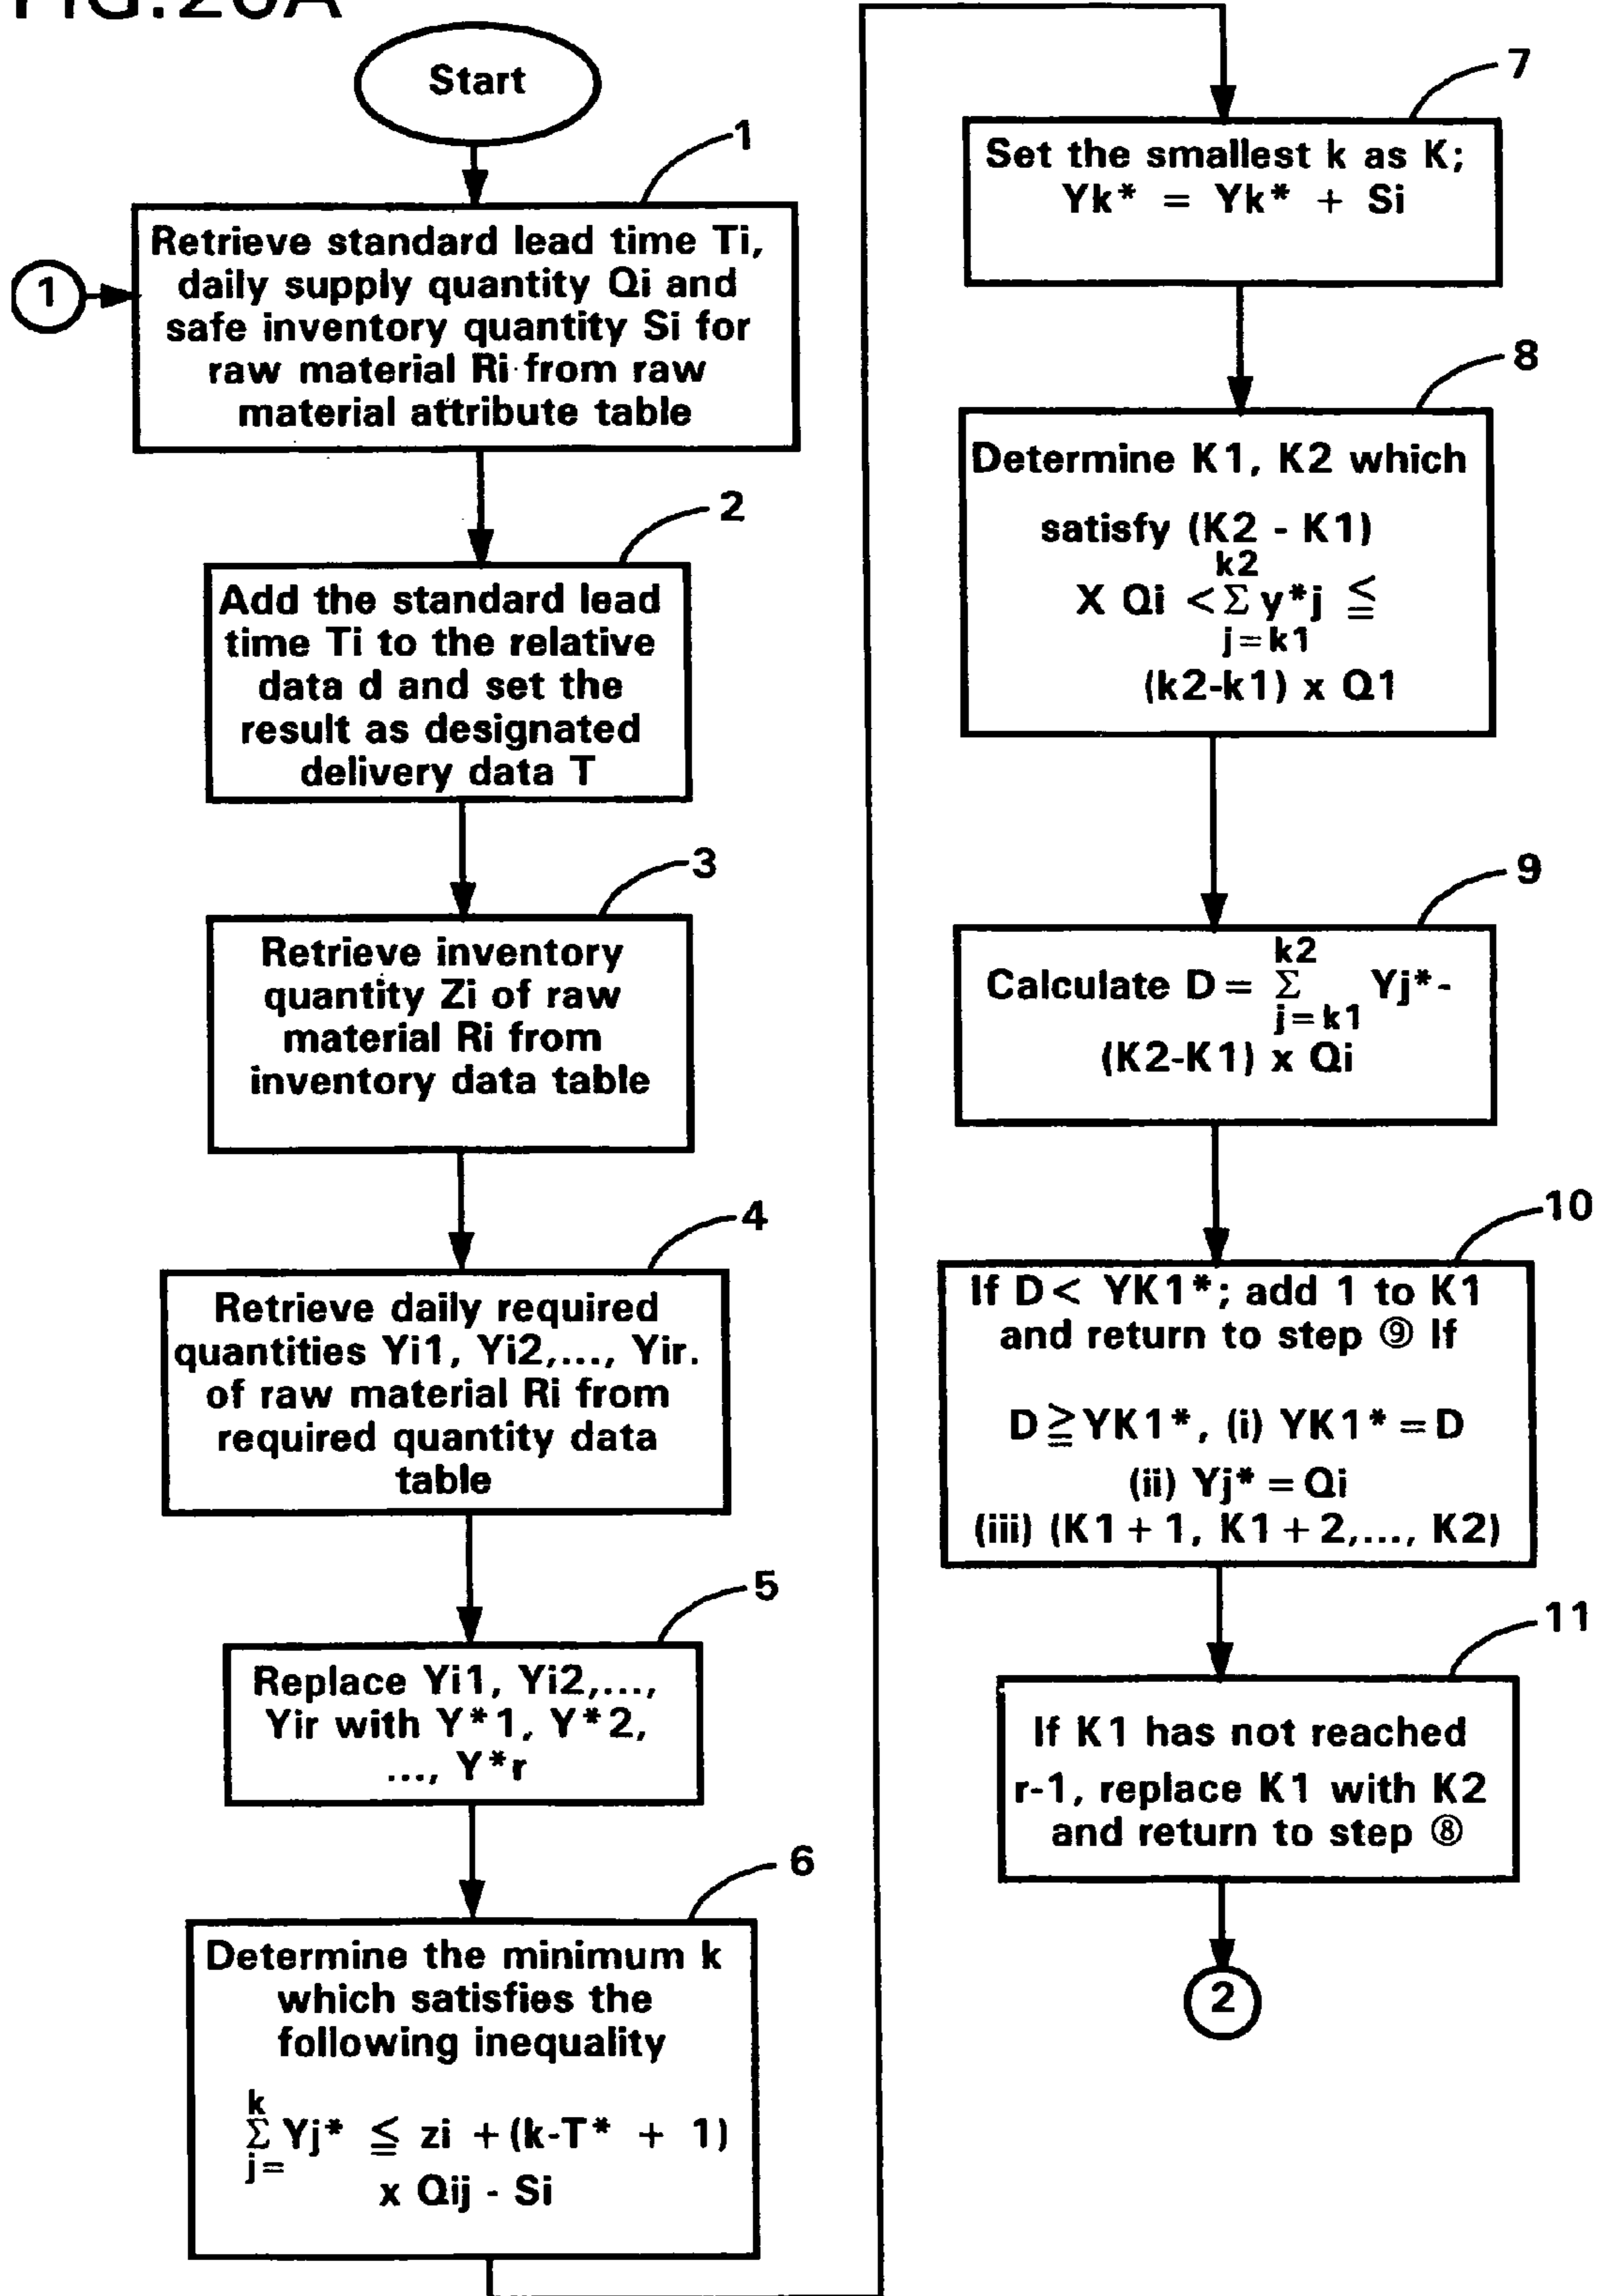 FIG.20A
Start
1
1
Retrieve standard lead time Ti,
daily supply quantity Qi and
safe inventory quantity Si for
raw material Ri from raw
material attribute table
2
Add the standard lead
time Ti to the relative
data d and set the
result as designated
delivery data T
3
Retrieve inventory
quantity Zi of raw
material Ri from
inventory data table
4
Retrieve daily required
quantities Yi1, Yi2,..., Yir.
of raw material Ri from
required quantity data
table
5
Replace Yi1, Yi2,...,
Yir with Y*1, Y*2,
..., Y*r
6
Determine the minimum k
which satisfies the
following inequality
k
Σ Yj* ≦ zi + (k-T* + 1)
j=
x Qij - Si
7
Set the smallest k as K;
Yk* = Yk* + Si
8
Determine K1, K2 which
satisfy (K2 - K1)
k2
X Qi < Σ y*j ≦
j=k1
(k2-k1) x Q1
9
k2
Calculate D = Σ Yj* -
j=k1
(K2-K1) x Qi
10
If D < YK1*; add 1 to K1
and return to step ⑨ If
D ≧ YK1*, (i) YK1* = D
(ii) Yj* = Qi
(iii) (K1 + 1, K1 + 2,..., K2)
11
If K1 has not reached
r-1, replace K1 with K2
and return to step ⑧
2